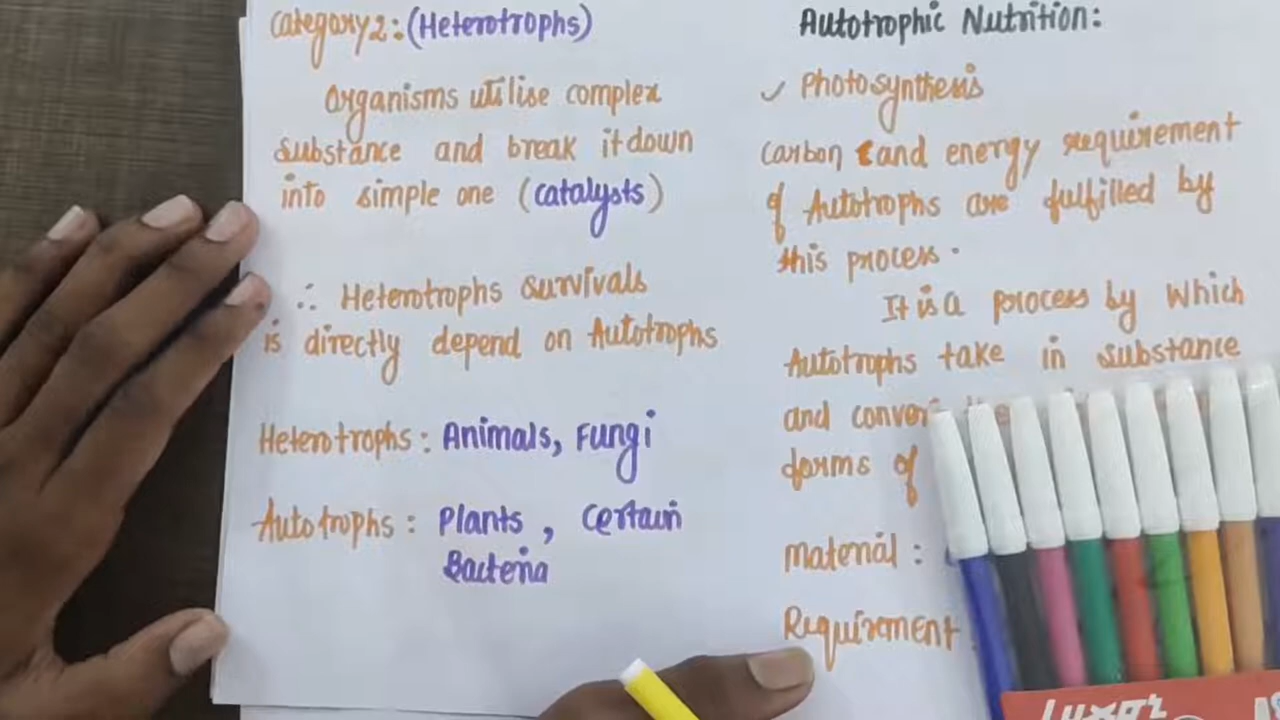 Category 2: (Heterotrophs)
Organisms utilise complex
substance and break it down
into simple one (catalysts)
∴ Heterotrophs survivals
is directly depend on Autotrophs
Heterotrophs: Animals, Fungi
Autotrophs: Plants, Certain
Bacteria
Autotrophic Nutrition:
✓ Photosynthesis
Carbon and energy requirement
of Autotrophs are fulfilled by
this process.
It is a process by which
Autotrophs take in substance
and
forms of
Material:
Requirement
Luxor